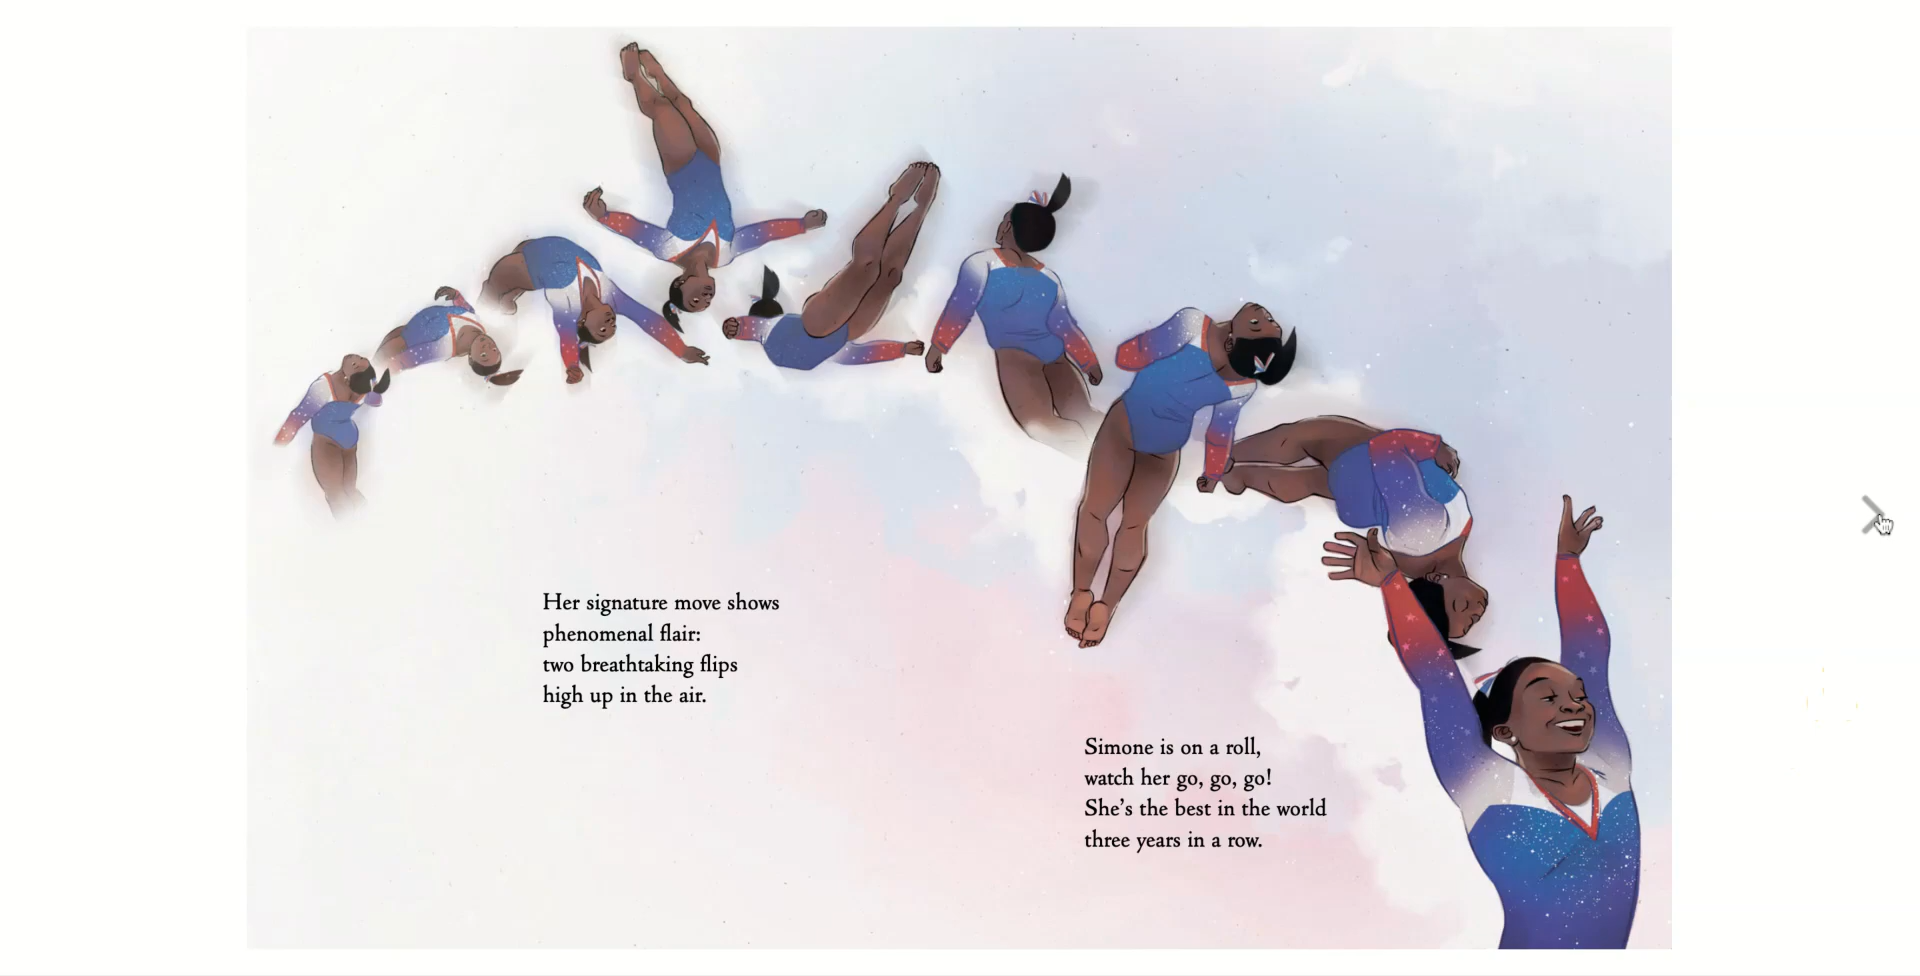 Her signature move shows
phenomenal flair:
two breathtaking flips
high up in the air.
Simone is on a roll,
watch her go, go, go!
She's the best in the world
three years in a row.